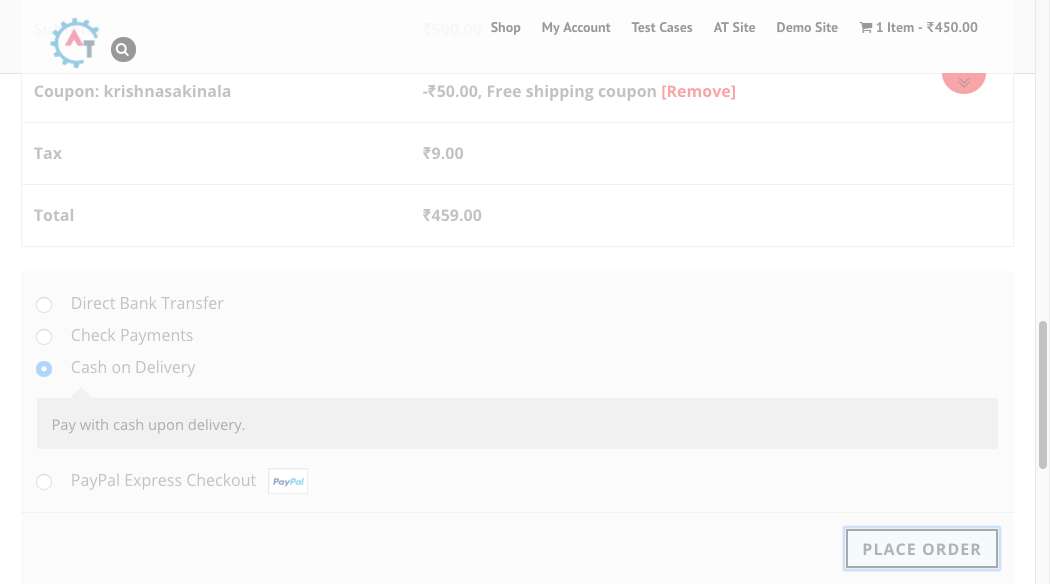 Subtotal ₹500.00
AT Shop My Account Test Cases AT Site Demo Site 1 Item - ₹450.00
Coupon: krishnasakinala -₹50.00, Free shipping coupon [Remove]
Tax ₹9.00
Total ₹459.00
Direct Bank Transfer
Check Payments
Cash on Delivery
Pay with cash upon delivery.
PayPal Express Checkout PayPal
PLACE ORDER